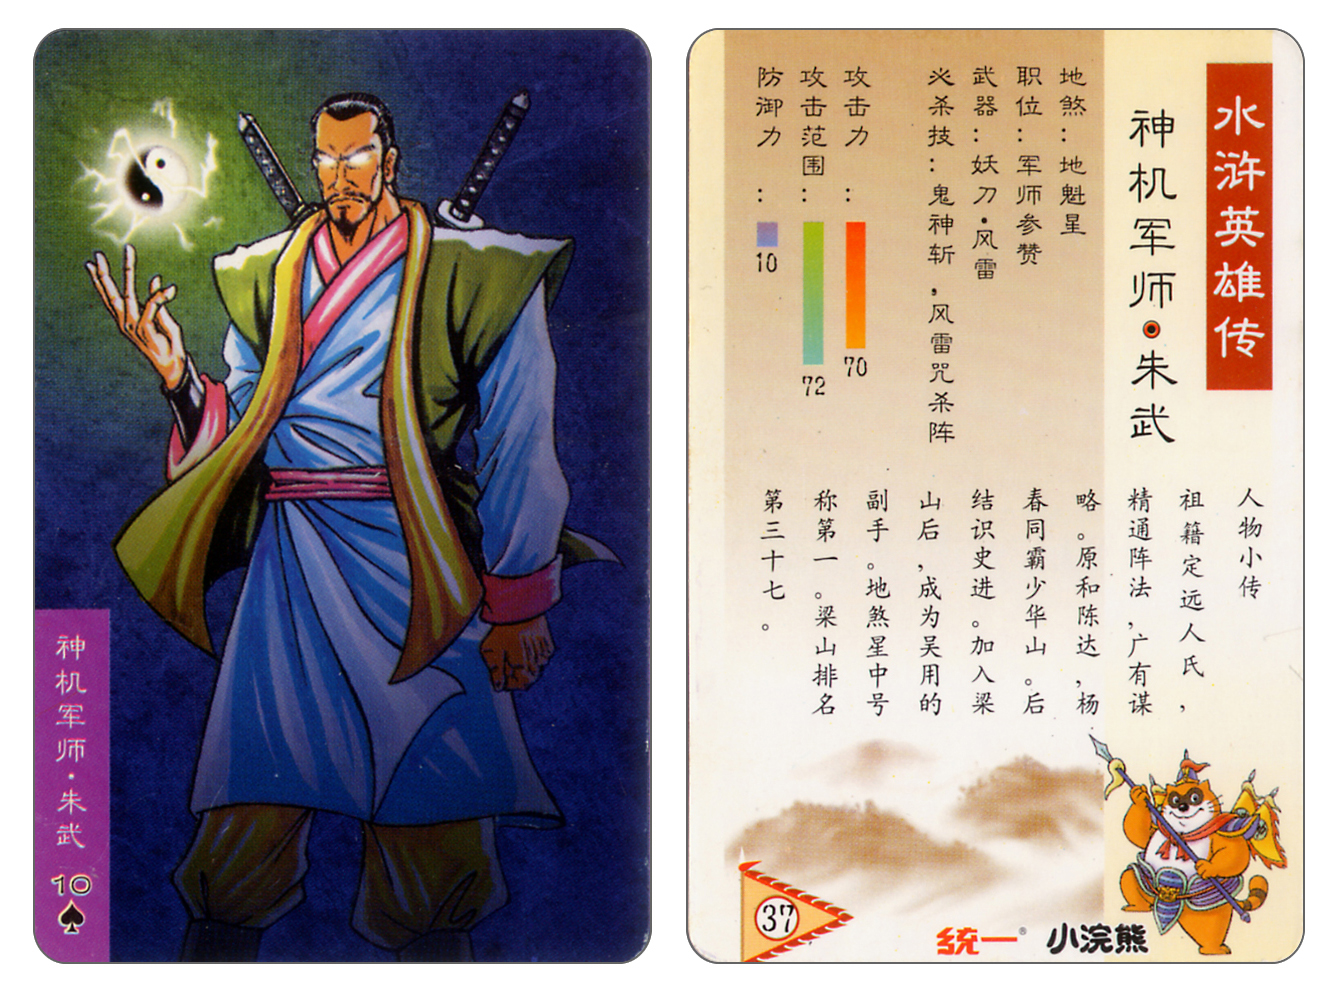 神机军师·朱武
10
水浒英雄传
神机军师·朱武
地煞：地魁星
职位：军师参赞
武器：妖刀·风雷
必杀技：鬼神斩，风雷咒杀阵
攻击力：
70
攻击范围：
72
防御力：
10
人物小传
祖籍定远人氏，
精通阵法，广有谋
略。原和陈达，杨
春同霸少华山。后
结识史进。加入梁
山后，成为吴用的
副手。地煞星中号
称第一。梁山排名
第三十七。
37
統一®
小浣熊